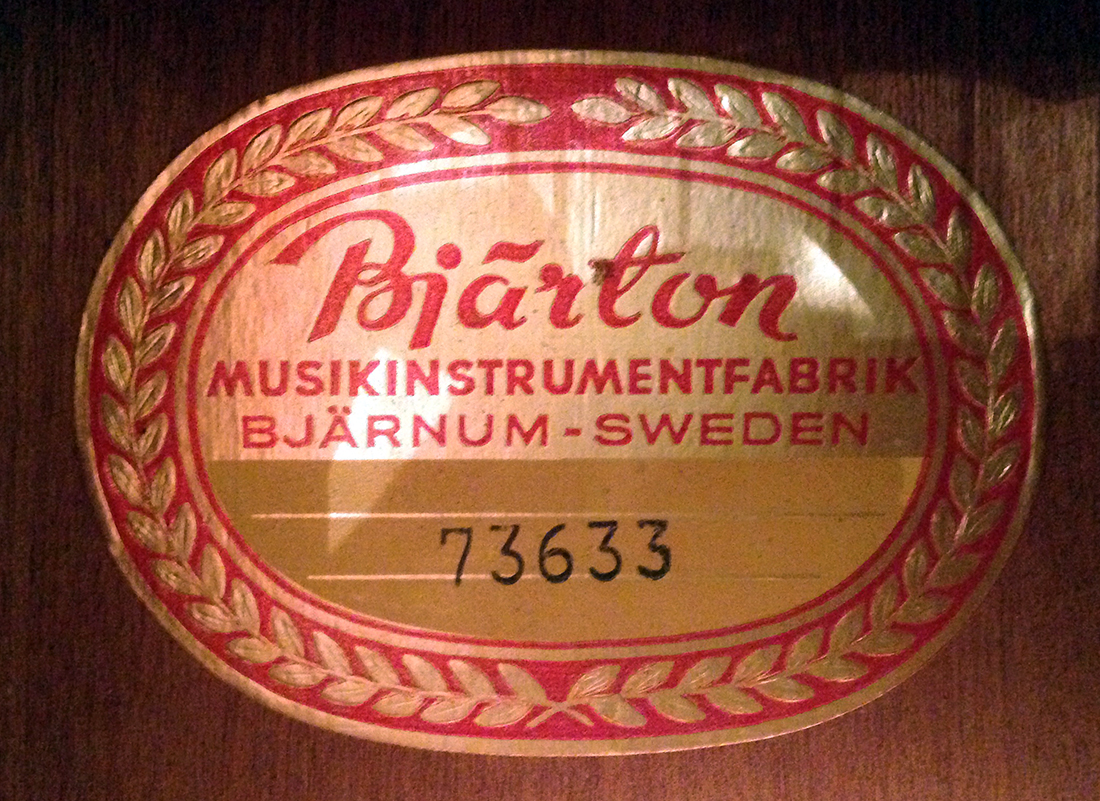 Bjärton
MUSIKINSTRUMENTFABRIK
BJÄRNUM - SWEDEN
73633